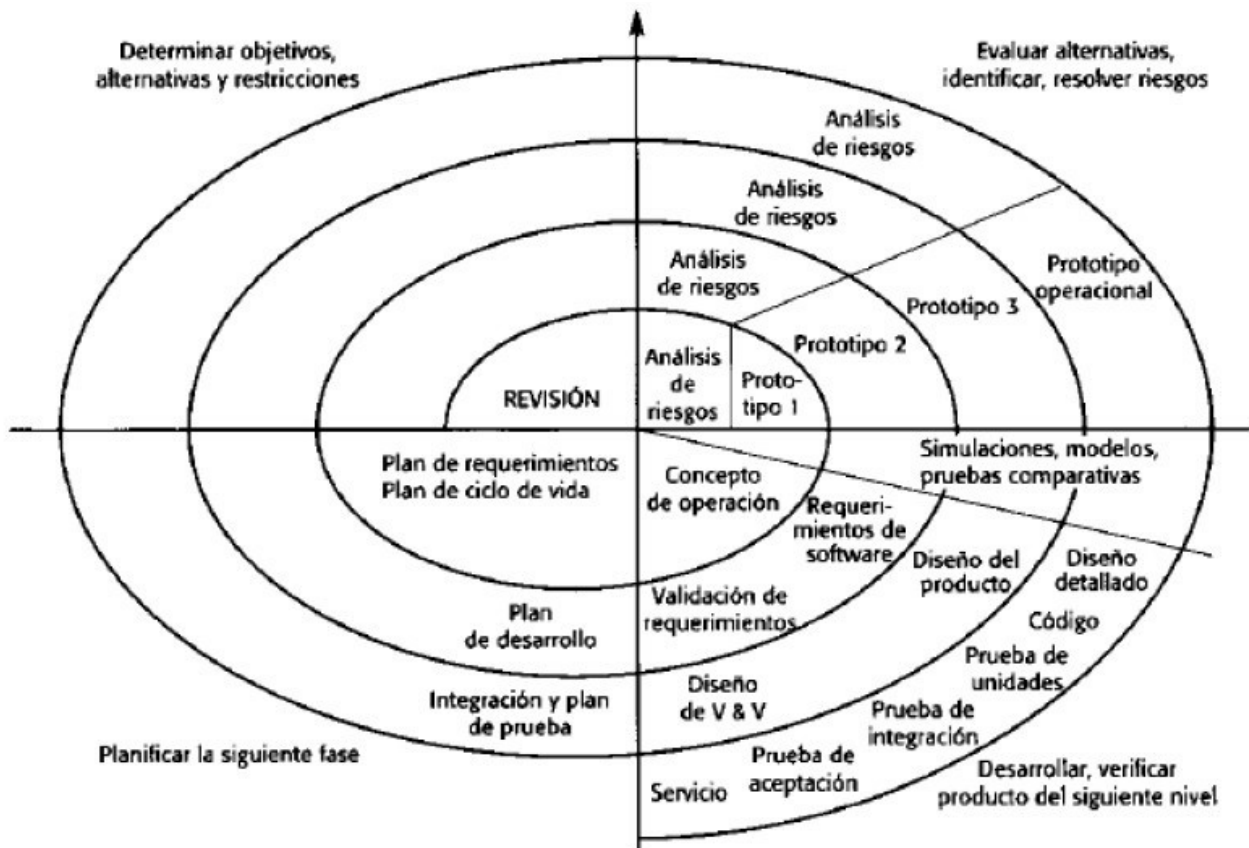 Determinar objetivos,
alternativas y restricciones
Evaluar alternativas,
identificar, resolver riesgos
Análisis
de riesgos
Análisis
de riesgos
Análisis
de riesgos
Análisis
de
riesgos
Proto-
tipo 1
Prototipo 2
Prototipo 3
Prototipo
operacional
REVISIÓN
Plan de requerimientos
Plan de ciclo de vida
Concepto
de operación
Simulaciones, modelos,
pruebas comparativas
Requeri-
mientos de
software
Diseño del
producto
Diseño
detallado
Plan
de desarrollo
Validación de
requerimientos
Código
Prueba de
unidades
Integración y plan
de prueba
Diseño
de V & V
Prueba de
integración
Planificar la siguiente fase
Prueba de
aceptación
Servicio
Desarrollar, verificar
producto del siguiente nivel